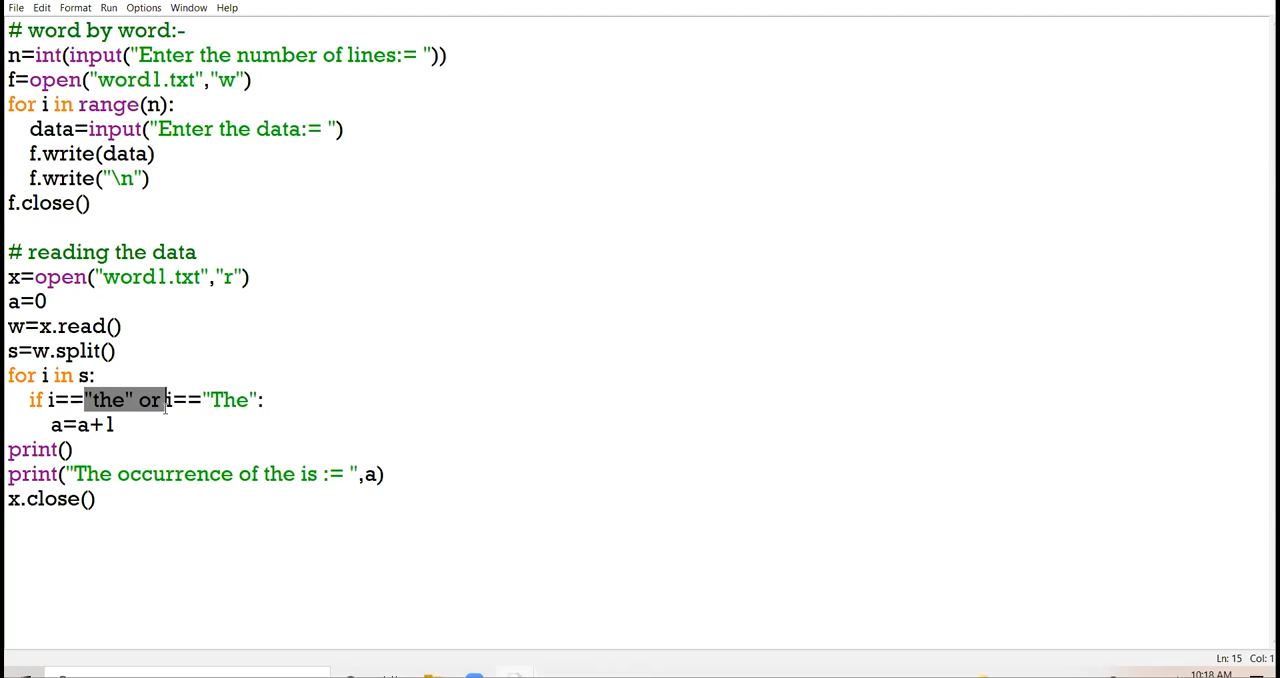 File Edit Format Run Options Window Help
# word by word:-
n=int(input("Enter the number of lines:= "))
f=open("word1.txt","w")
for i in range(n):
    data=input("Enter the data:= ")
    f.write(data)
    f.write("\n")
f.close()
# reading the data
x=open("word1.txt","r")
a=0
w=x.read()
s=w.split()
for i in s:
    if i=="the" or i=="The":
        a=a+1
print()
print("The occurrence of the is := ",a)
x.close()
Ln: 15 Col: 1
10:18 AM